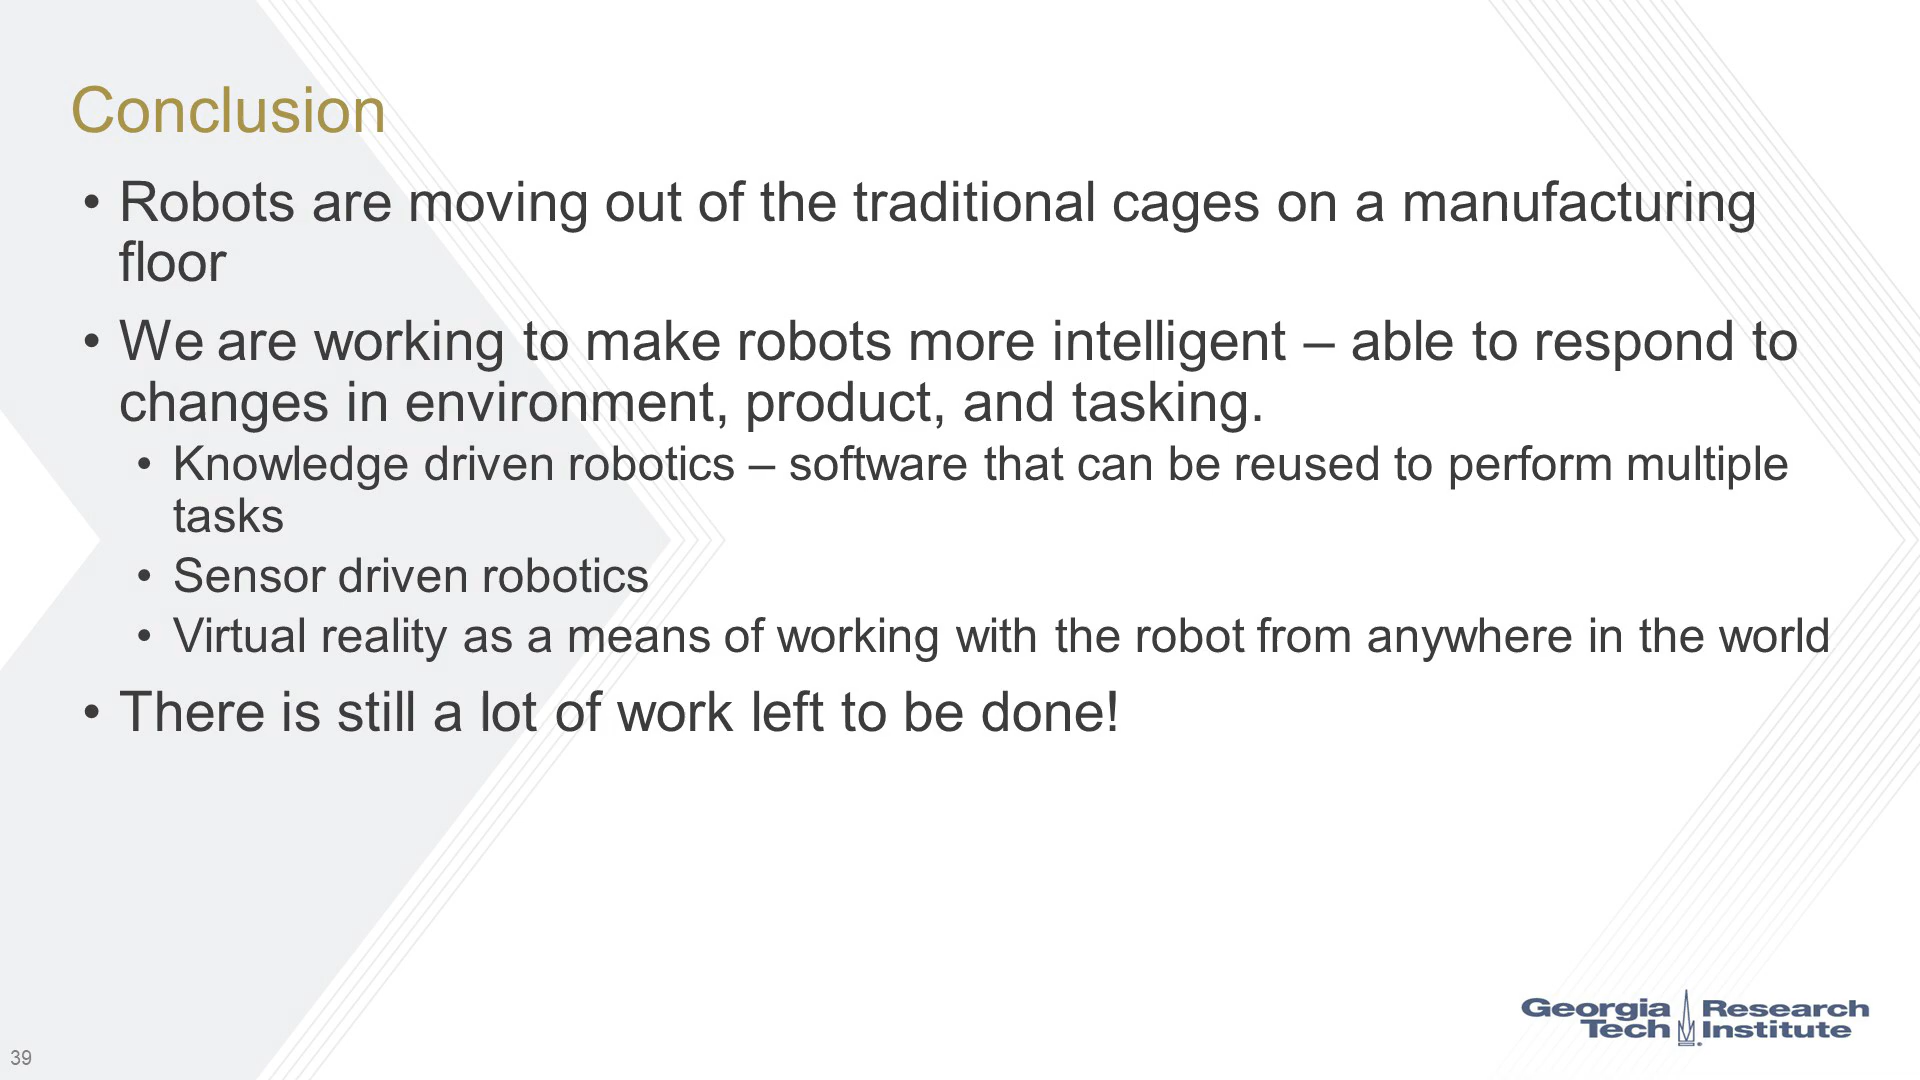 Conclusion
• Robots are moving out of the traditional cages on a manufacturing
floor
• We are working to make robots more intelligent – able to respond to
changes in environment, product, and tasking.
• Knowledge driven robotics – software that can be reused to perform multiple
tasks
• Sensor driven robotics
• Virtual reality as a means of working with the robot from anywhere in the world
• There is still a lot of work left to be done!
Georgia Research
Tech Institute
39